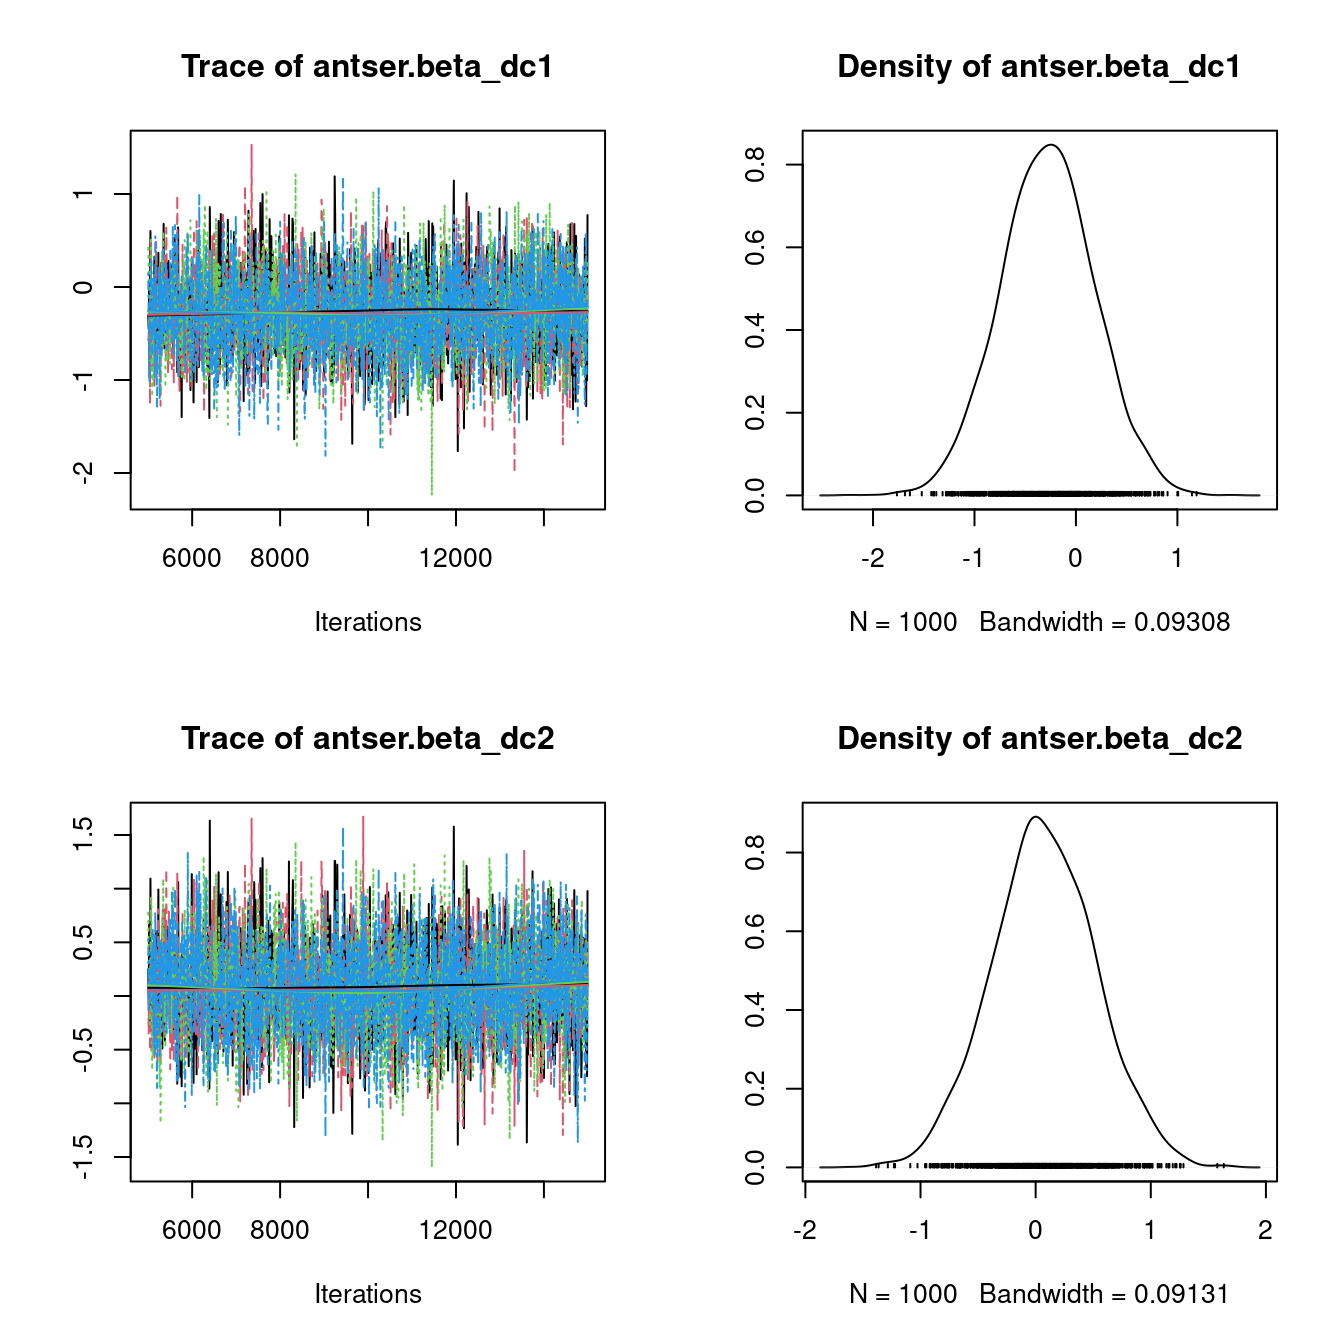 Trace of antser.beta_dc1
1
0
-1
-2
6000 8000 12000
Iterations
Density of antser.beta_dc1
0.8
0.6
0.4
0.2
0.0
-2 -1 0 1
N = 1000 Bandwidth = 0.09308
Trace of antser.beta_dc2
1.5
0.5
-0.5
-1.5
6000 8000 12000
Iterations
Density of antser.beta_dc2
0.8
0.6
0.4
0.2
0.0
-2 -1 0 1 2
N = 1000 Bandwidth = 0.09131